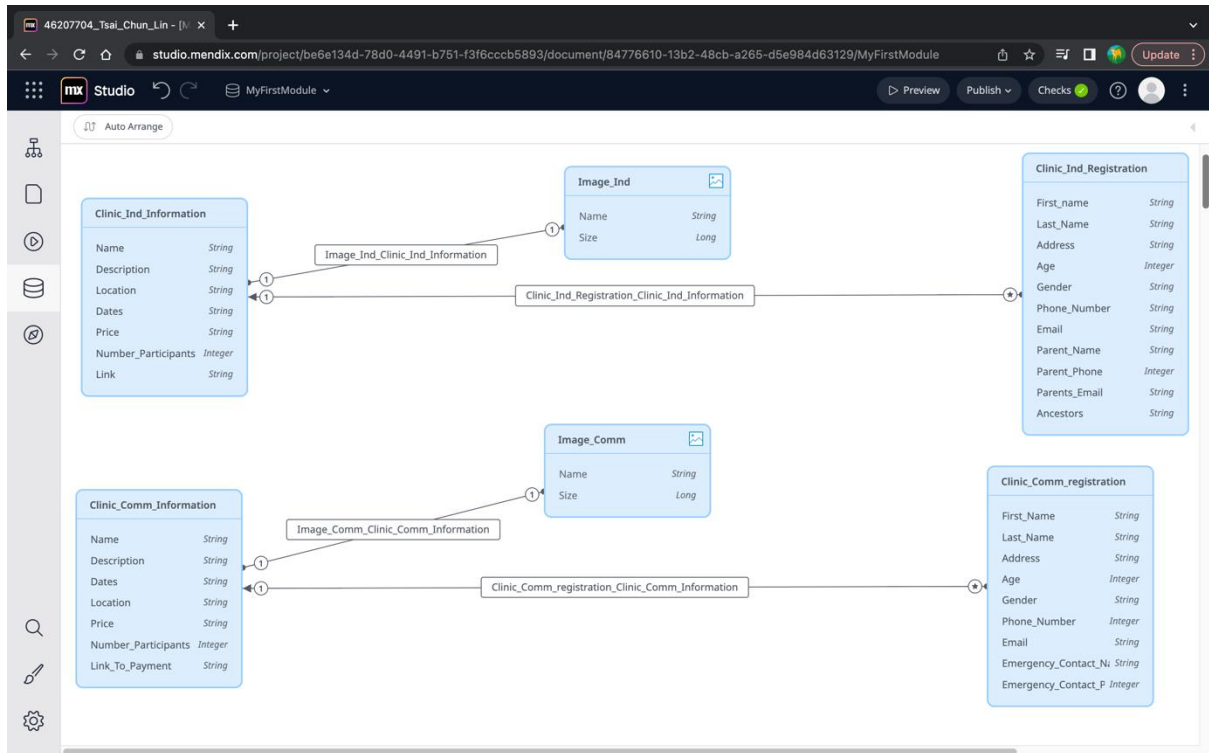 46207704_Tsai_Chun_Lin - [M
studio.mendix.com/project/be6e134d-78d0-4491-b751-f3f6cccb5893/document/84776610-13b2-48cb-a265-d5e984d63129/MyFirstModule
Update
mx Studio
MyFirstModule
Preview
Publish
Checks
Auto Arrange
Clinic_Ind_Information
Name String
Description String
Location String
Dates String
Price String
Number_Participants Integer
Link String
1
Image_Ind_Clinic_Ind_Information
1
Image_Ind
Name String
Size Long
1
Clinic_Ind_Registration_Clinic_Ind_Information
Clinic_Ind_Registration
First_name String
Last_Name String
Address String
Age Integer
Gender String
Phone_Number String
Email String
Parent_Name String
Parent_Phone Integer
Parents_Email String
Ancestors String
Clinic_Comm_Information
Name String
Description String
Dates String
Location String
Price String
Number_Participants Integer
Link_To_Payment String
1
Image_Comm_Clinic_Comm_Information
1
Image_Comm
Name String
Size Long
1
Clinic_Comm_registration_Clinic_Comm_Information
Clinic_Comm_registration
First_Name String
Last_Name String
Address String
Age Integer
Gender String
Phone_Number Integer
Email String
Emergency_Contact_Na String
Emergency_Contact_P Integer